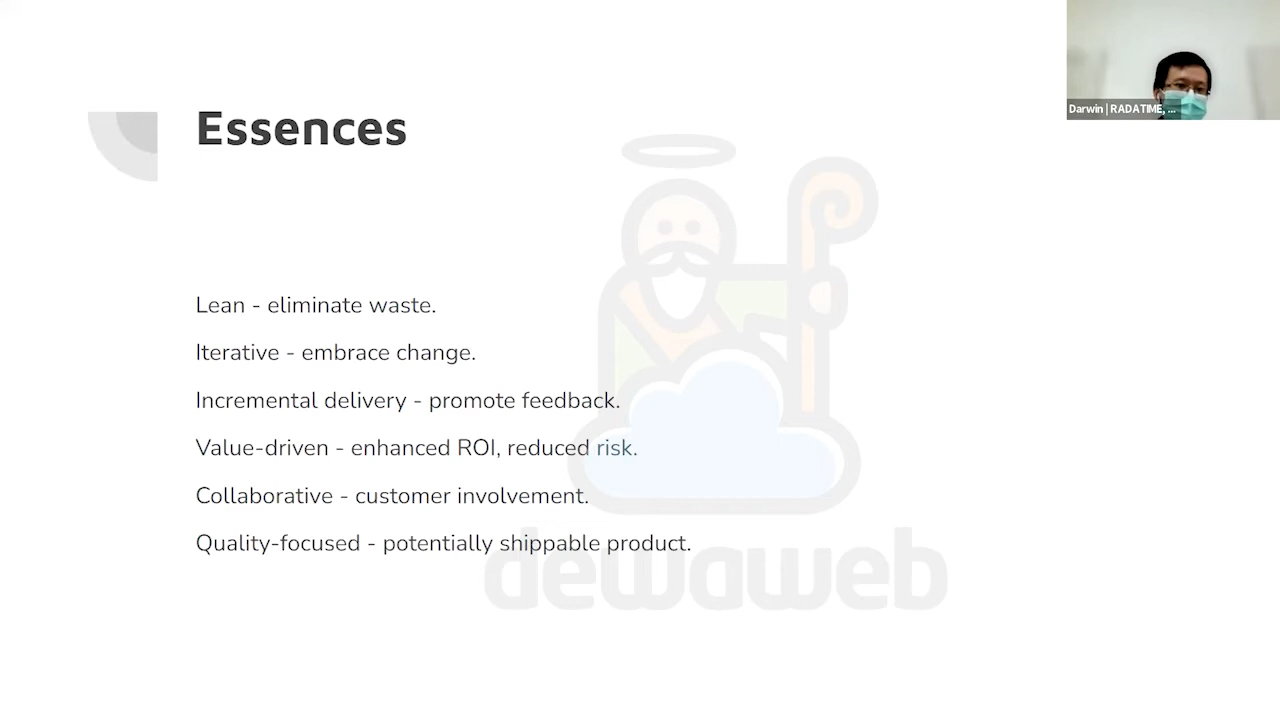 Essences
Darwin | RADATIME, ...
Lean - eliminate waste.
Iterative - embrace change.
Incremental delivery - promote feedback.
Value-driven - enhanced ROI, reduced risk.
Collaborative - customer involvement.
Quality-focused - potentially shippable product.
dewaweb